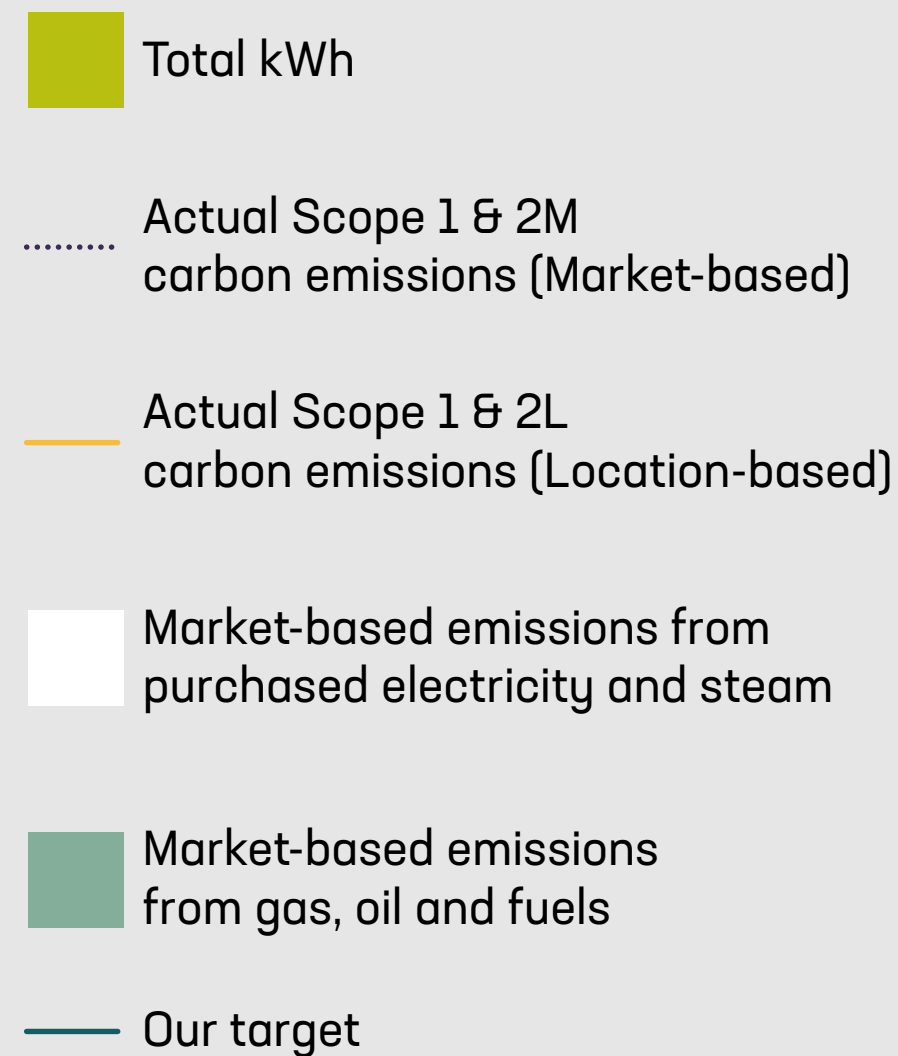 Total kWh
Actual Scope 1 & 2M
carbon emissions (Market-based)
Actual Scope 1 & 2L
carbon emissions (Location-based)
Market-based emissions from
purchased electricity and steam
Market-based emissions
from gas, oil and fuels
Our target